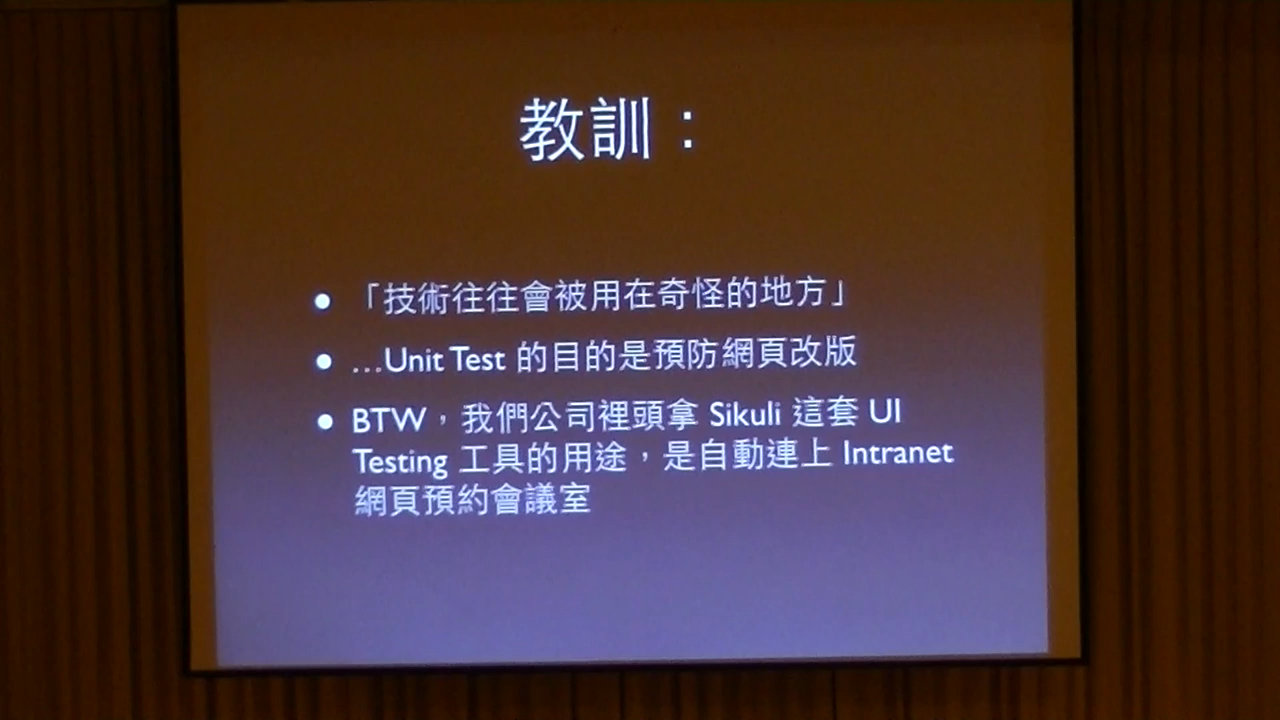 教訓：
「技術往往會被用在奇怪的地方」
…Unit Test 的目的是預防網頁改版
BTW，我們公司裡頭拿 Sikuli 這套 UI
Testing 工具的用途，是自動連上 Intranet
網頁預約會議室